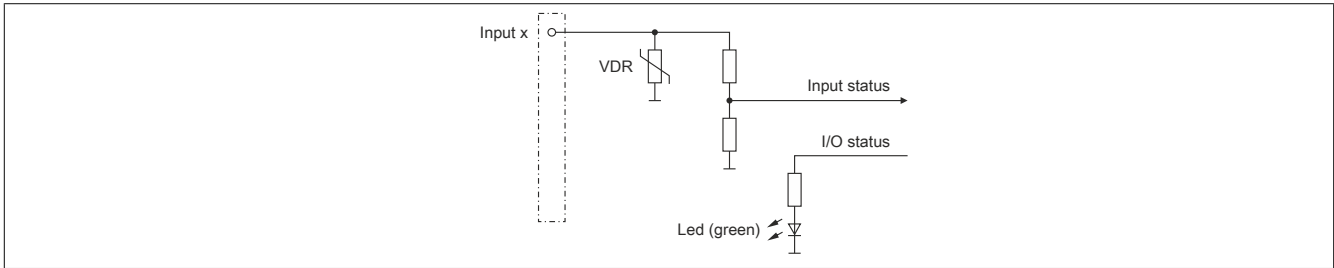 Input x
VDR
Input status
I/O status
Led (green)